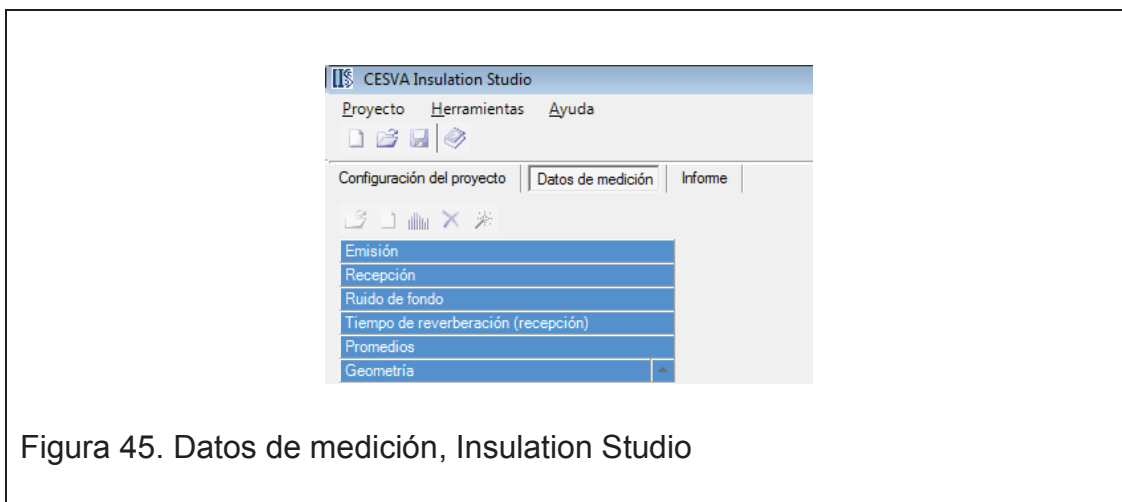 CESVA Insulation Studio
Proyecto Herramientas Ayuda
Configuración del proyecto Datos de medición Informe
Emisión
Recepción
Ruido de fondo
Tiempo de reverberación (recepción)
Promedios
Geometría
Figura 45. Datos de medición, Insulation Studio